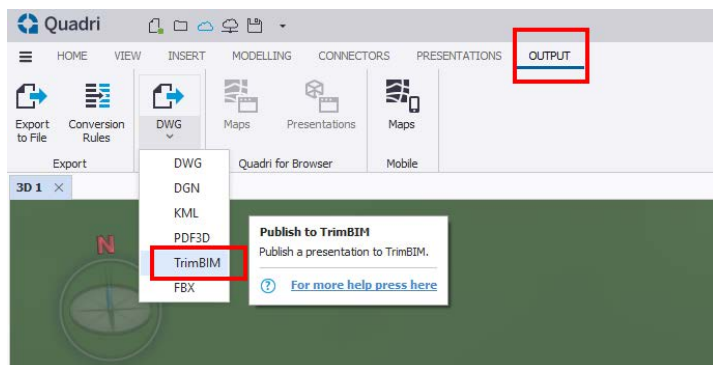 Quadri
HOME VIEW INSERT MODELLING CONNECTORS PRESENTATIONS OUTPUT
Export to File
Conversion Rules
DWG
Maps
Presentations
Maps
Export
Quadri for Browser
Mobile
3D 1
DWG
DGN
KML
PDF3D
TrimBIM
FBX
Publish to TrimBIM
Publish a presentation to TrimBIM.
For more help press here
N